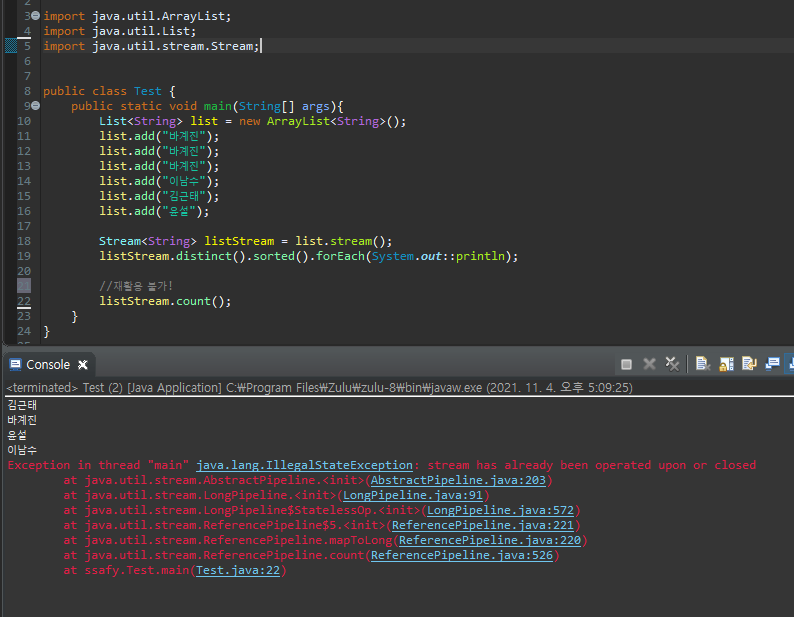 2
3 import java.util.ArrayList;
4 import java.util.List;
5 import java.util.stream.Stream;
6
7
8 public class Test {
9 public static void main(String[] args){
10 List<String> list = new ArrayList<String>();
11 list.add("바계진");
12 list.add("바계진");
13 list.add("바계진");
14 list.add("이남수");
15 list.add("김근태");
16 list.add("윤설");
17
18 Stream<String> listStream = list.stream();
19 listStream.distinct().sorted().forEach(System.out::println);
20
21 //재활용 불가!
22 listStream.count();
23 }
24 }
25
Console
<terminated> Test (2) [Java Application] C:₩Program Files₩Zulu₩zulu-8₩bin₩javaw.exe (2021. 11. 4. 오후 5:09:25)
김근태
바계진
윤설
이남수
Exception in thread "main" java.lang.IllegalStateException: stream has already been operated upon or closed
at java.util.stream.AbstractPipeline.<init>(AbstractPipeline.java:203)
at java.util.stream.LongPipeline.<init>(LongPipeline.java:91)
at java.util.stream.LongPipeline$StatelessOp.<init>(LongPipeline.java:572)
at java.util.stream.ReferencePipeline$5.<init>(ReferencePipeline.java:221)
at java.util.stream.ReferencePipeline.mapToLong(ReferencePipeline.java:220)
at java.util.stream.ReferencePipeline.count(ReferencePipeline.java:526)
at ssafy.Test.main(Test.java:22)